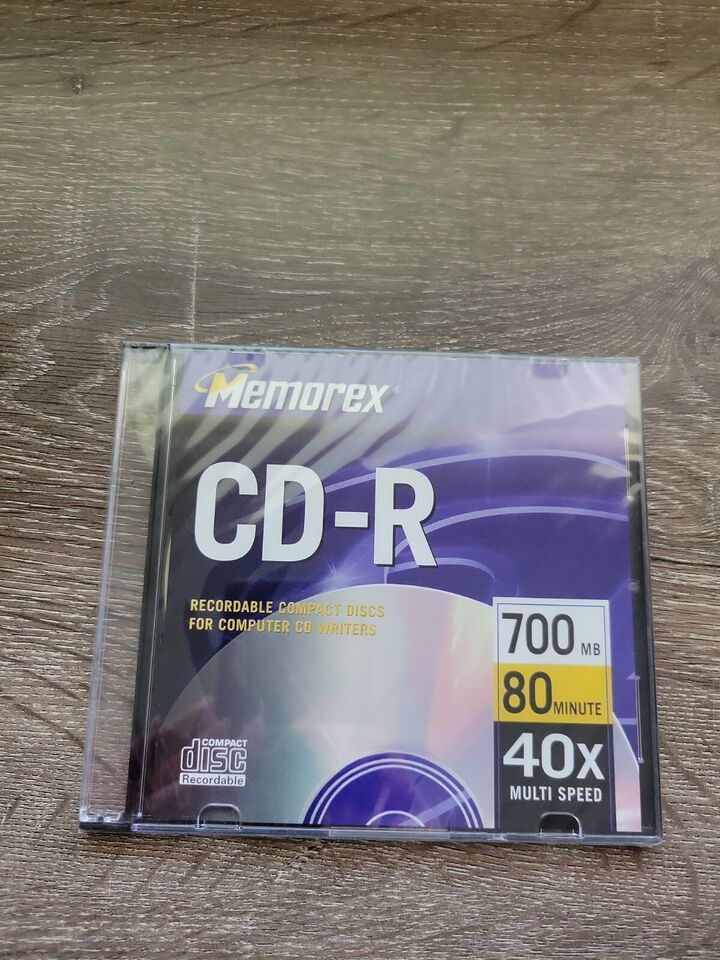 Memorex®
CD-R
RECORDABLE COMPACT DISCS
FOR COMPUTER CD WRITERS
700 MB
80 MINUTE
40X
MULTI SPEED
COMPACT
disc
Recordable